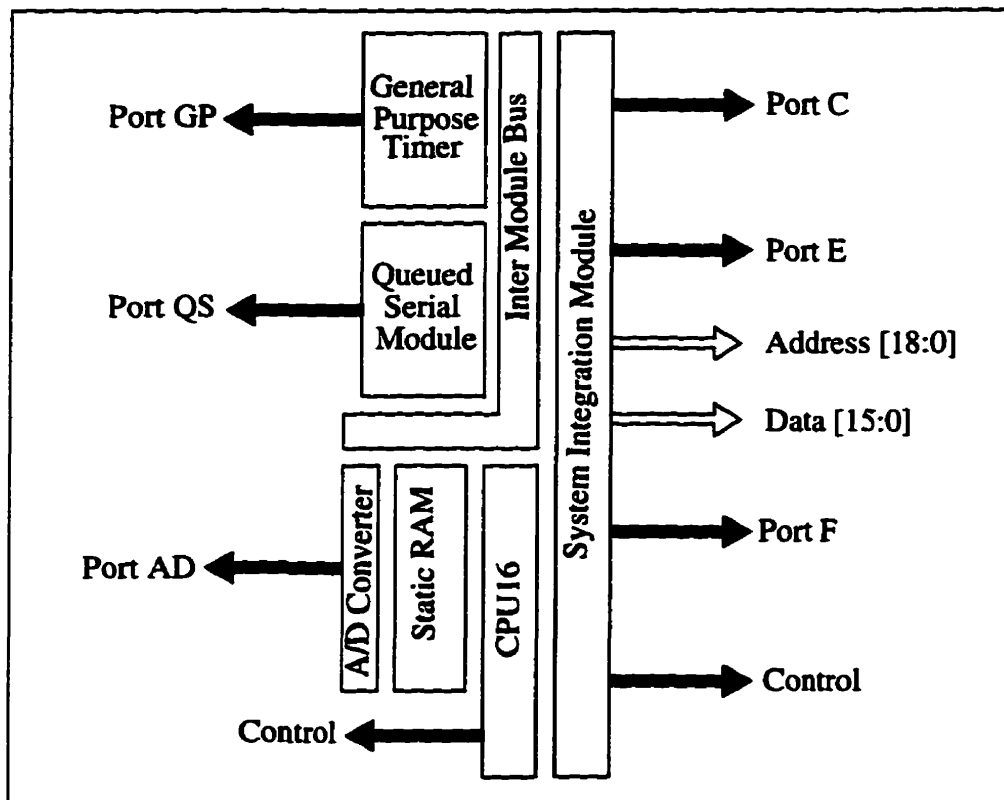 Port GP
General
Purpose
Timer
Inter Module Bus
System Integration Module
Port C
Port QS
Queued
Serial
Module
Port E
Address [18:0]
Data [15:0]
Port AD
A/D Converter
Static RAM
CPU16
Port F
Control
Control